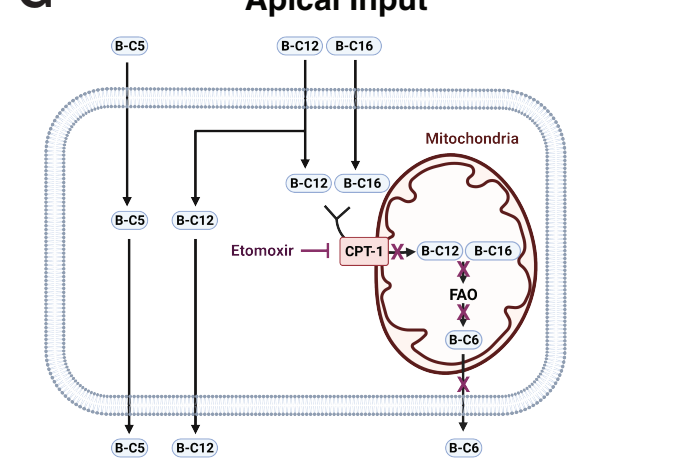 G
Apical Input
B-C5 B-C12 B-C16
Mitochondria
B-C12 B-C16
B-C5 B-C12
Etomoxir CPT-1 B-C12 B-C16
FAO
B-C6
B-C5 B-C12 B-C6